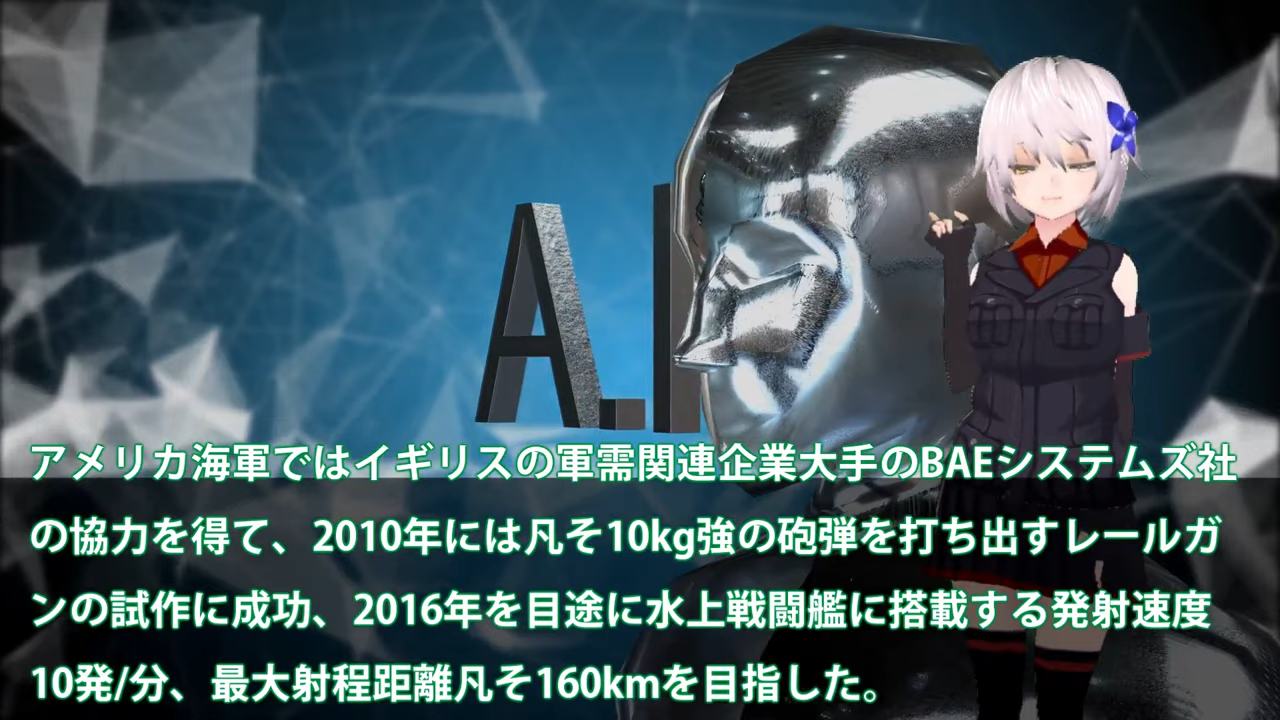 A.I
アメリカ海軍ではイギリスの軍需関連企業大手のBAEシステムズ社
の協力を得て、2010年には凡そ10kg強の砲弾を打ち出すレールガ
ンの試作に成功、2016年を目途に水上戦闘艦に搭載する発射速度
10発/分、最大射程距離凡そ160kmを目指した。